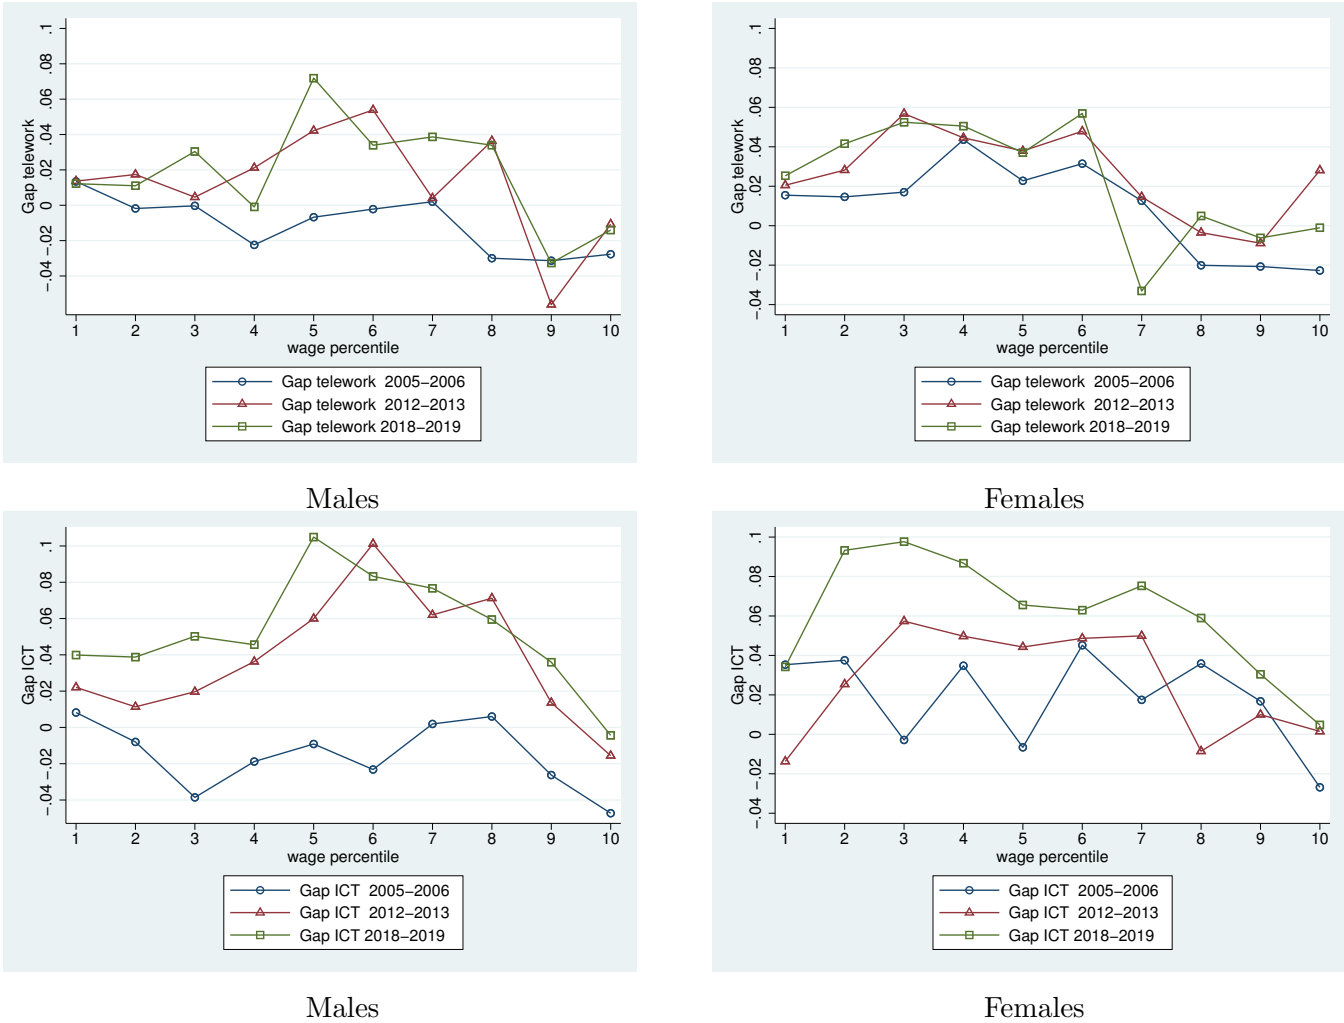 Gap telework
−.04 −.02 0 .02 .04 .06 .08 .1
1 2 3 4 5 6 7 8 9 10
wage percentile
Gap telework 2005−2006
Gap telework 2012−2013
Gap telework 2018−2019
Males
Gap telework
−.04 −.02 0 .02 .04 .06 .08 .1
1 2 3 4 5 6 7 8 9 10
wage percentile
Gap telework 2005−2006
Gap telework 2012−2013
Gap telework 2018−2019
Females
Gap ICT
−.04 −.02 0 .02 .04 .06 .08 .1
1 2 3 4 5 6 7 8 9 10
wage percentile
Gap ICT 2005−2006
Gap ICT 2012−2013
Gap ICT 2018−2019
Males
Gap ICT
−.04 −.02 0 .02 .04 .06 .08 .1
1 2 3 4 5 6 7 8 9 10
wage percentile
Gap ICT 2005−2006
Gap ICT 2012−2013
Gap ICT 2018−2019
Females